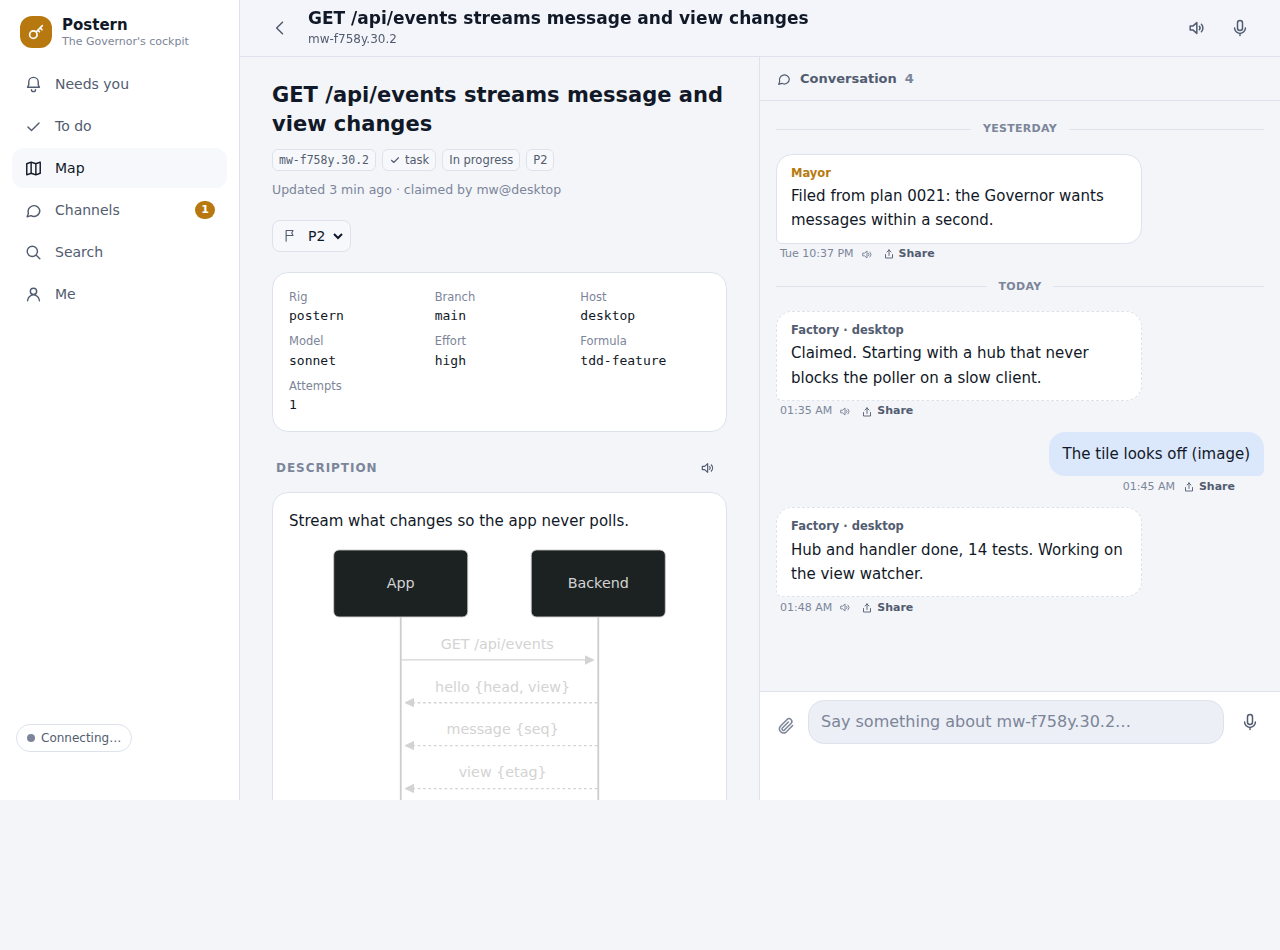 Postern
The Governor's cockpit
Needs you
To do
Map
Channels 1
Search
Me
Connecting…
GET /api/events streams message and view changes
mw-f758y.30.2
GET /api/events streams message and
view changes
mw-f758y.30.2 task In progress P2
Updated 3 min ago · claimed by mw@desktop
P2
Rig Branch Host
postern main desktop
Model Effort Formula
sonnet high tdd-feature
Attempts
1
DESCRIPTION
Stream what changes so the app never polls.
App Backend
GET /api/events
hello {head, view}
message {seq}
view {etag}
Conversation 4
YESTERDAY
Mayor
Filed from plan 0021: the Governor wants
messages within a second.
Tue 10:37 PM Share
TODAY
Factory · desktop
Claimed. Starting with a hub that never
blocks the poller on a slow client.
01:35 AM Share
The tile looks off (image)
01:45 AM Share
Factory · desktop
Hub and handler done, 14 tests. Working on
the view watcher.
01:48 AM Share
Say something about mw-f758y.30.2…